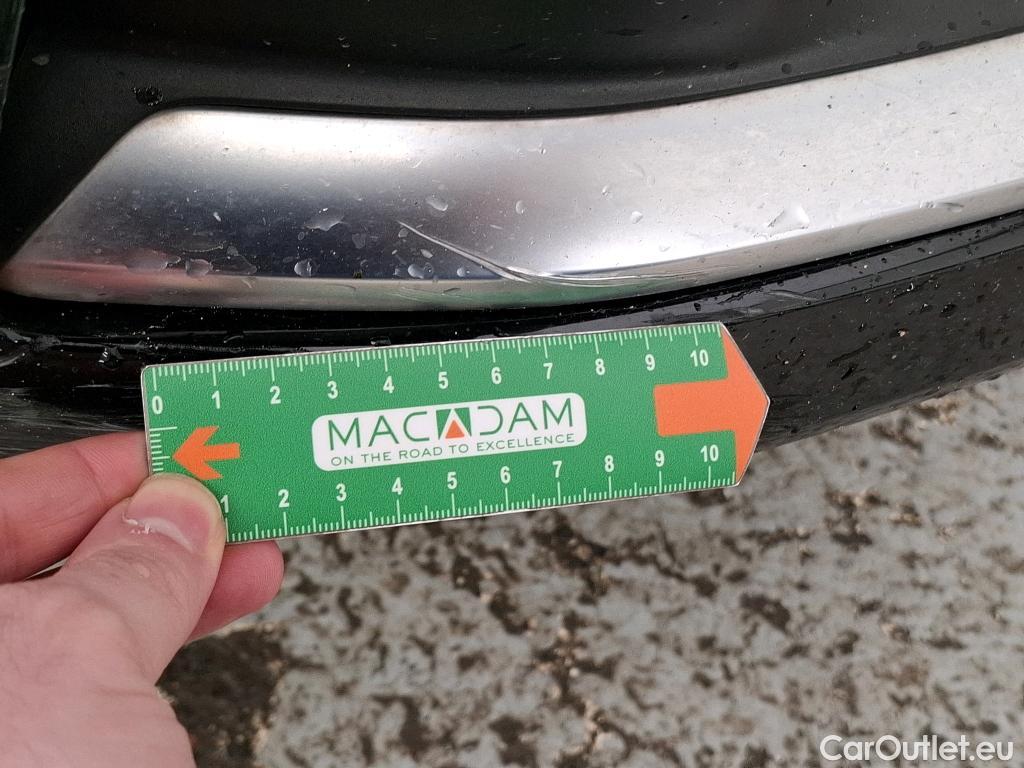 0 1 2 3 4 5 6 7 8 9 10
MACADAM
ON THE ROAD TO EXCELLENCE
1 2 3 4 5 6 7 8 9 10
CarOutlet.eu